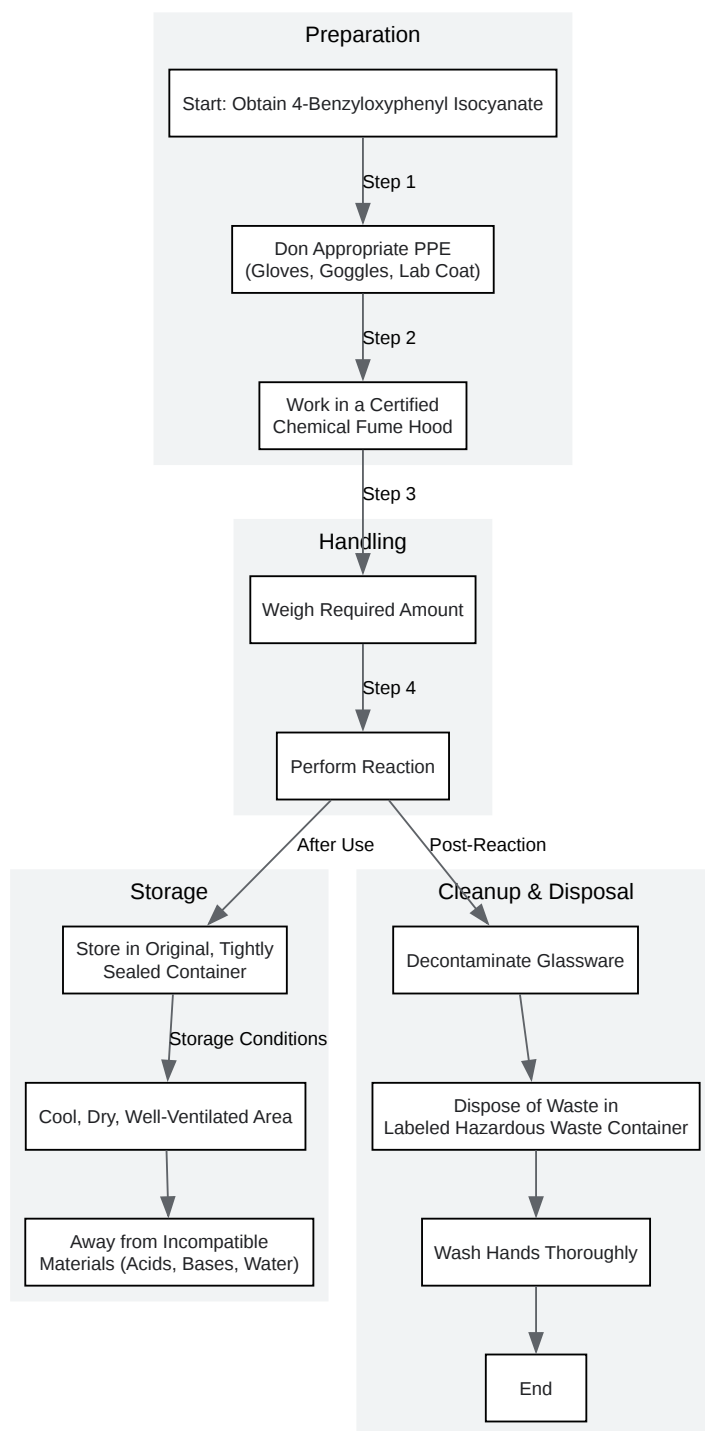 Preparation
Start: Obtain 4-Benzyloxyphenyl Isocyanate
Step 1
Don Appropriate PPE
(Gloves, Goggles, Lab Coat)
Step 2
Work in a Certified
Chemical Fume Hood
Step 3
Handling
Weigh Required Amount
Step 4
Perform Reaction
After Use
Post-Reaction
Storage
Store in Original, Tightly
Sealed Container
Storage Conditions
Cool, Dry, Well-Ventilated Area
Away from Incompatible
Materials (Acids, Bases, Water)
Cleanup & Disposal
Decontaminate Glassware
Dispose of Waste in
Labeled Hazardous Waste Container
Wash Hands Thoroughly
End